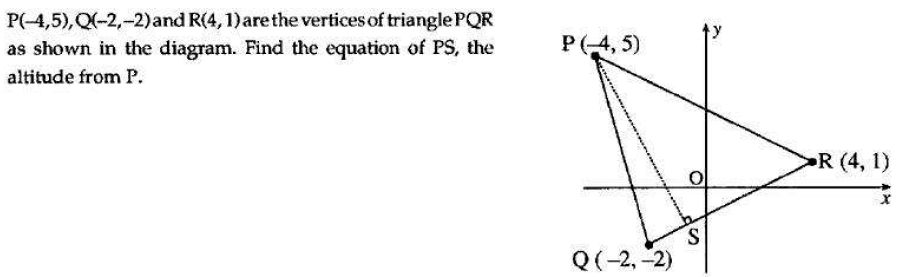 P(–4,5), Q(–2,–2) and R(4,1) are the vertices of triangle PQR
as shown in the diagram. Find the equation of PS, the
altitude from P.
y
P (–4, 5)
R (4, 1)
O
x
S
Q (–2, –2)